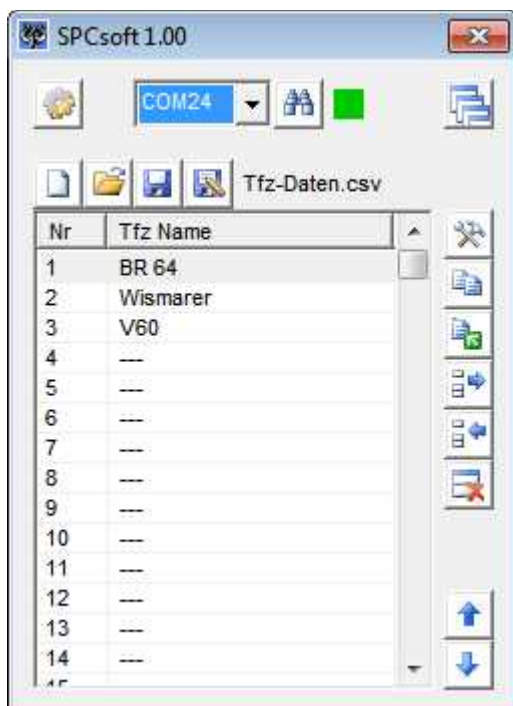 SPCsoft 1.00
COM24
Tfz-Daten.csv
Nr Tfz Name
1 BR 64
2 Wismarer
3 V60
4 ---
5 ---
6 ---
7 ---
8 ---
9 ---
10 ---
11 ---
12 ---
13 ---
14 ---